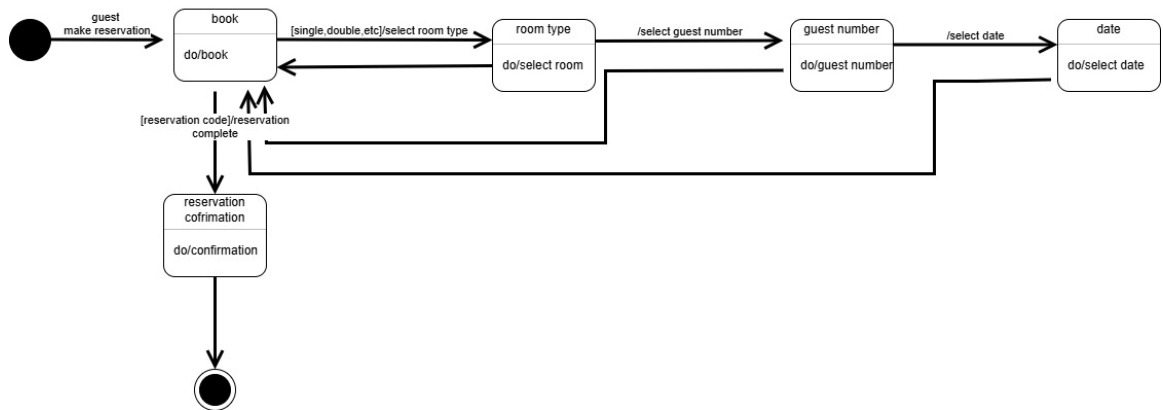 guest
make reservation
book
do/book
[single,double,etc]/select room type
room type
do/select room
/select guest number
guest number
do/guest number
/select date
date
do/select date
[reservation code]/reservation
complete
reservation
cofrimation
do/confirmation